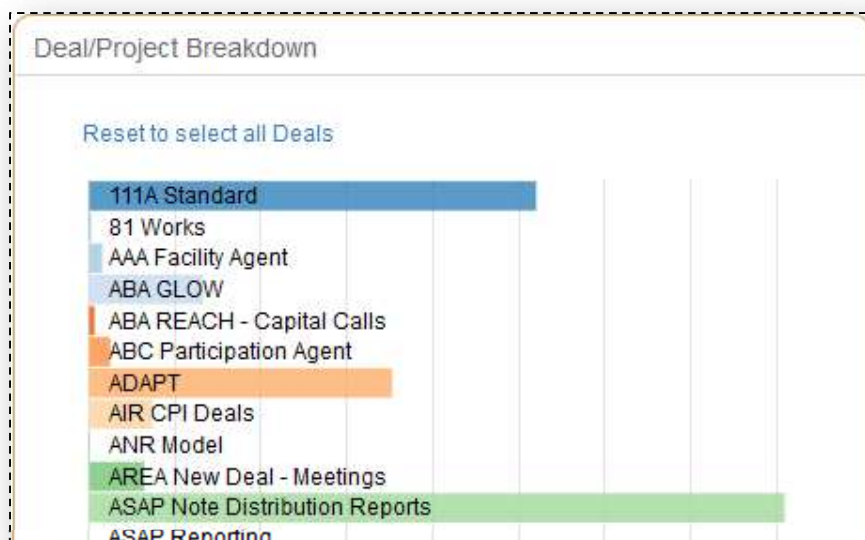 Deal/Project Breakdown
Reset to select all Deals
111A Standard
81 Works
AAA Facility Agent
ABA GLOW
ABA REACH - Capital Calls
ABC Participation Agent
ADAPT
AIR CPI Deals
ANR Model
AREA New Deal - Meetings
ASAP Note Distribution Reports
ASAP Reporting